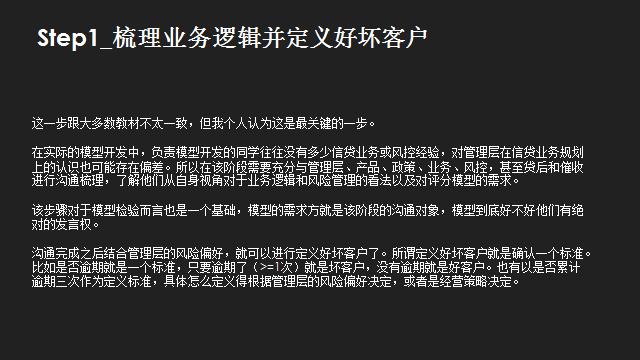 Step1_梳理业务逻辑并定义好坏客户
这一步跟大多数教材不太一致，但我个人认为这是最关键的一步。
在实际的模型开发中，负责模型开发的同学往往没有多少信贷业务或风控经验，对管理层在信贷业务规划
上的认识也可能存在偏差。所以在该阶段需要充分与管理层、产品、政策、业务、风控，甚至贷后和催收
进行沟通梳理，了解他们从自身视角对于业务逻辑和风险管理的看法以及对评分模型的需求。
该步骤对于模型检验而言也是一个基础，模型的需求方就是该阶段的沟通对象，模型到底好不好他们有绝
对的发言权。
沟通完成之后结合管理层的风险偏好，就可以进行定义好坏客户了。所谓定义好坏客户就是确认一个标准。
比如是否逾期就是一个标准，只要逾期了（>=1次）就是坏客户，没有逾期就是好客户。也有以是否累计
逾期三次作为定义标准，具体怎么定义得根据管理层的风险偏好决定，或者是经营策略决定。